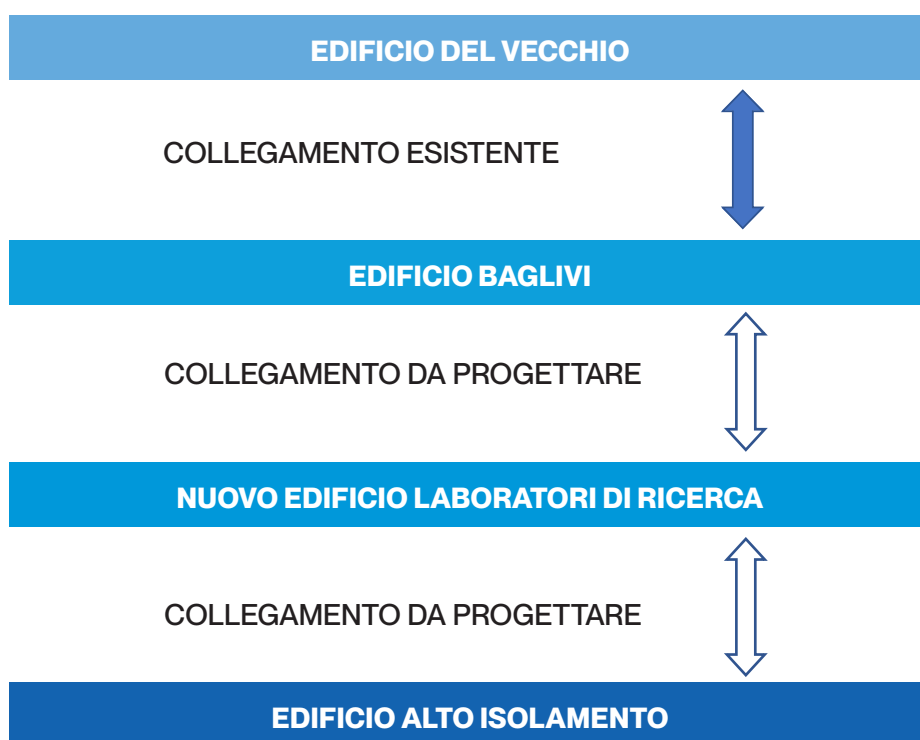 EDIFICIO DEL VECCHIO
COLLEGAMENTO ESISTENTE
EDIFICIO BAGLIVI
COLLEGAMENTO DA PROGETTARE
NUOVO EDIFICIO LABORATORI DI RICERCA
COLLEGAMENTO DA PROGETTARE
EDIFICIO ALTO ISOLAMENTO